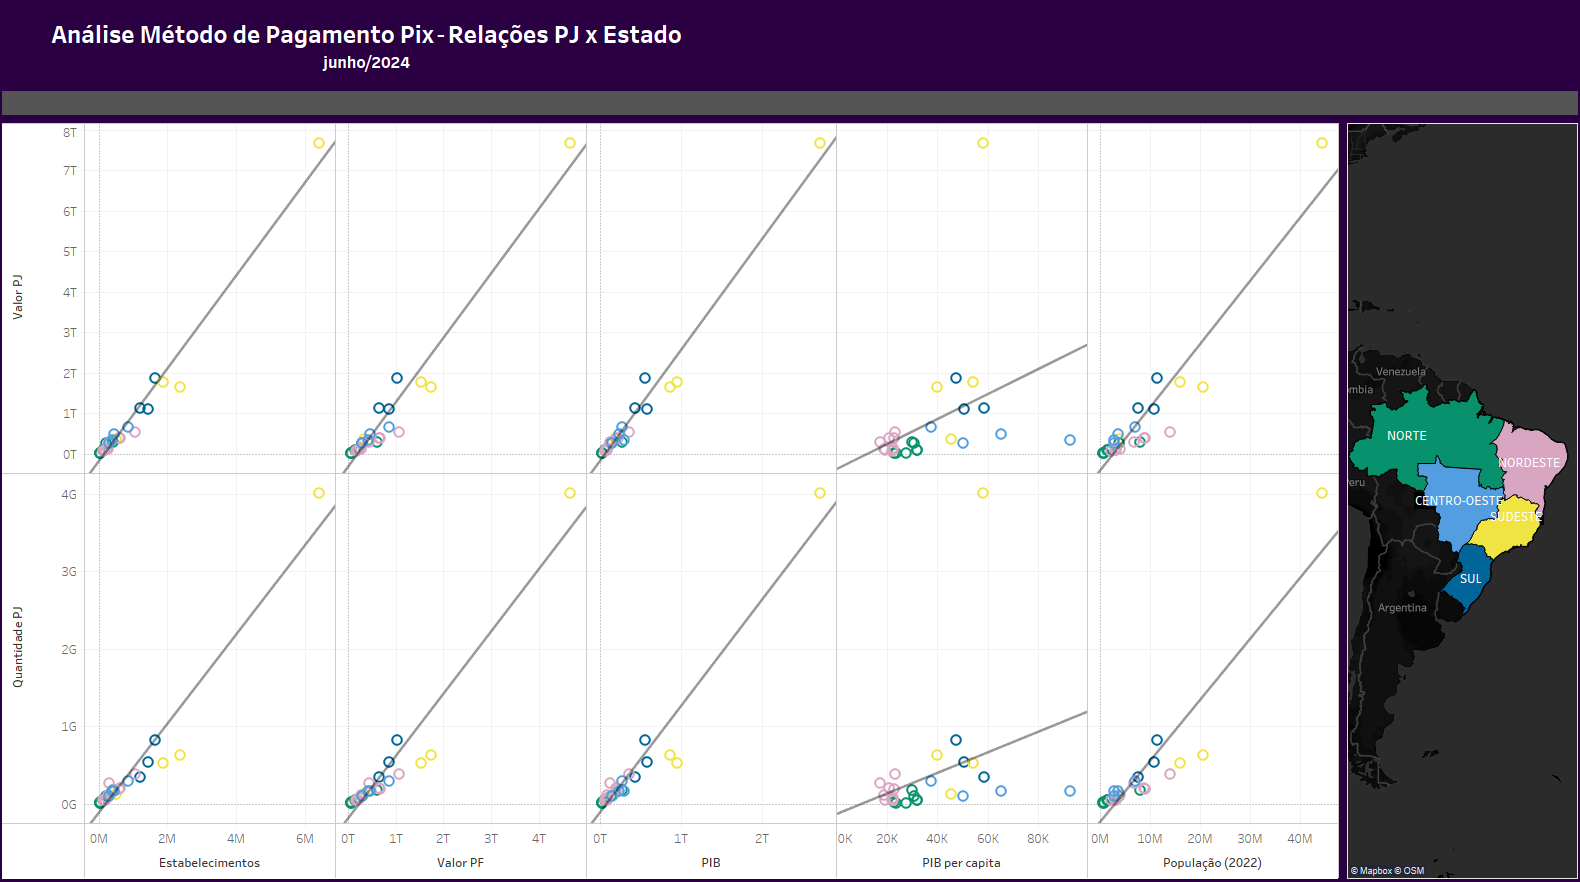 Análise Método de Pagamento Pix - Relações PJ x Estado
junho/2024
Valor PJ
8T
7T
6T
5T
4T
3T
2T
1T
0T
Quantidade PJ
4G
3G
2G
1G
0G
0M 2M 4M 6M
Estabelecimentos
0T 1T 2T 3T 4T
Valor PF
0T 1T 2T
PIB
0K 20K 40K 60K 80K
PIB per capita
0M 10M 20M 30M 40M
População (2022)
Venezuela
mbia
NORTE
NORDESTE
eru
CENTRO-OESTE
SUDESTE
SUL
Argentina
© Mapbox © OSM